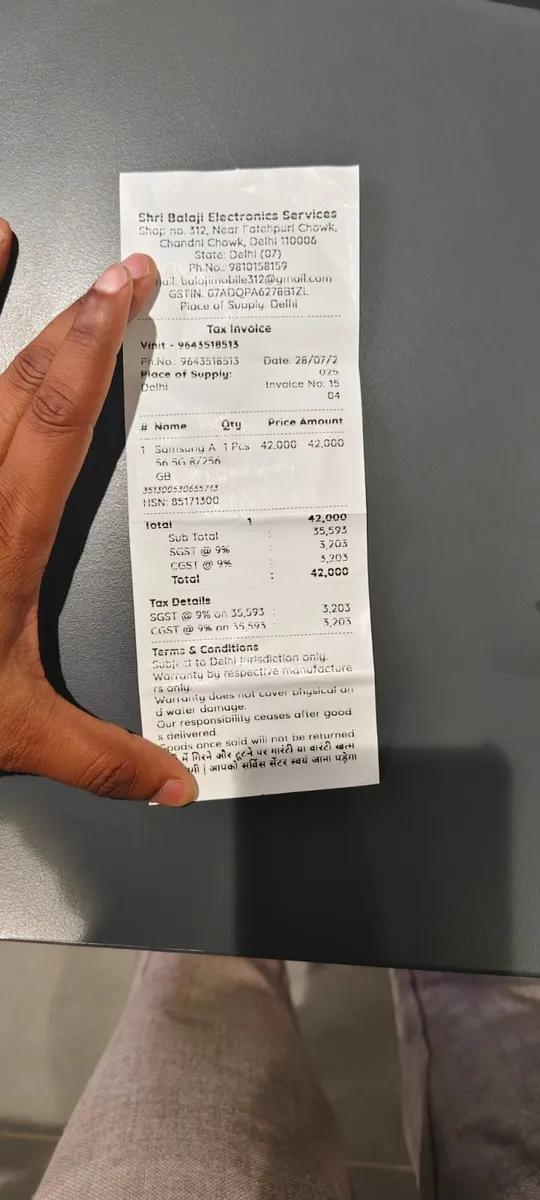 Shri Balaji Electronics Services
Shop no. 312, Near Fatehpuri Chowk,
Chandni Chowk, Delhi 110006
State: Delhi (07)
Ph.No.: 9810158159
balajimobile312@gmail.com
GSTIN: 07ADQPA6278B1ZL
Place of Supply: Delhi
Tax Invoice
Vinit - 9643518513
Ph.No.: 9643518513 Date: 28/07/2
Place of Supply: 025
Delhi Invoice No: 15
04
# Name Qty Price Amount
1 Samsung A 1 Pcs 42,000 42,000
56 5G 8/256
GB
HSN: 85171300
Total 1 42,000
Sub Total : 35,593
SGST @ 9% : 3,203
CGST @ 9% : 3,203
Total : 42,000
Tax Details
SGST @ 9% on 35,593 : 3,203
CGST @ 9% on 35,593 : 3,203
Terms & Conditions
Subject to Delhi Jurisdiction only.
Warranty by respective manufacture
rs only.
Warranty does not cover physical an
d water damage.
Our responsibility ceases after good
s delivered.
Goods once sold will not be returned
में गिरने और टूटने पर गारंटी या वारंटी खत्म
| आपको सर्विस सेंटर स्वयं जाना पड़ेगा